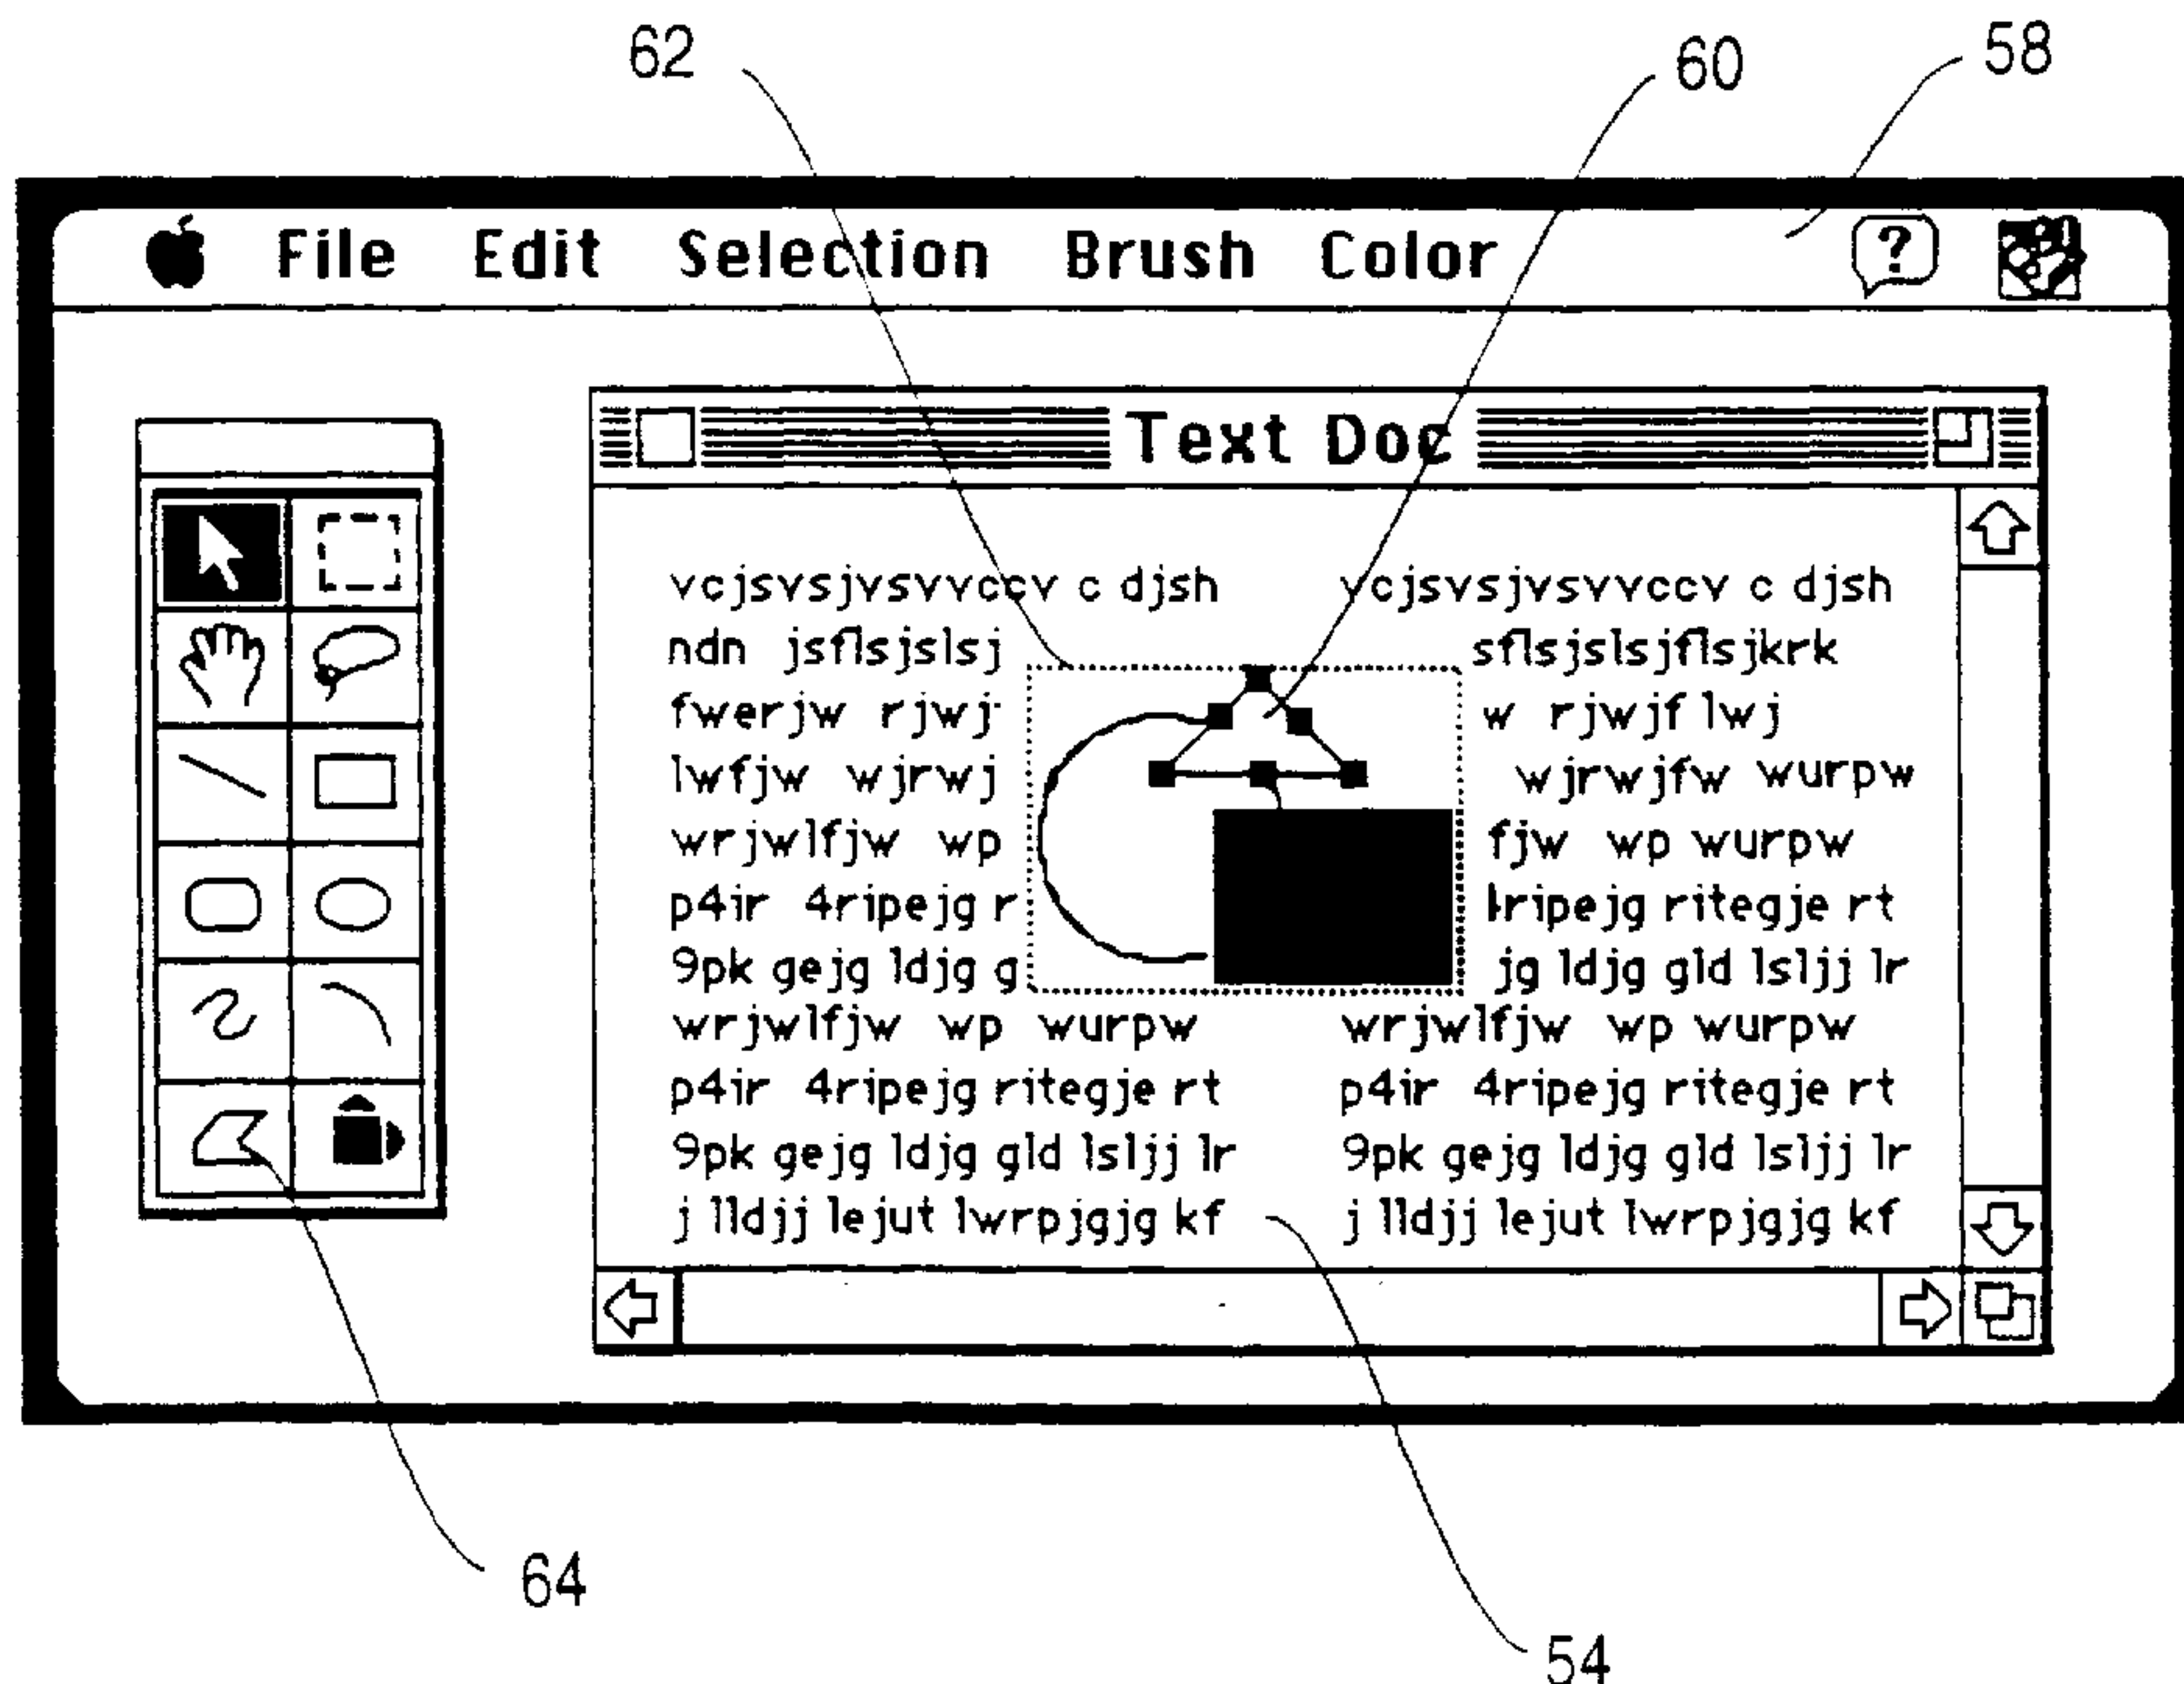 62 60 58
File Edit Selection Brush Color ?
Text Doc
vcjsvsjvsvvccv c djsh vcjsvsjvsvvccv c djsh
ndn jsflsjslsj sflsjslsjflsjkrk
fwerjw rjwj w rjwjf lwj
lwfjw wjrwj wjrwjfw wurpw
wrjwlfjw wp fjw wp wurpw
p4ir 4ripejg r ripejg ritegje rt
9pk gejg ldjg g jg ldjg gld lsljj lr
wrjwlfjw wp wurpw wrjwlfjw wp wurpw
p4ir 4ripejg ritegje rt p4ir 4ripejg ritegje rt
9pk gejg ldjg gld lsljj lr 9pk gejg ldjg gld lsljj lr
j lldjj lejut lwrpjgjg kf j lldjj lejut lwrpjgjg kf
64
54